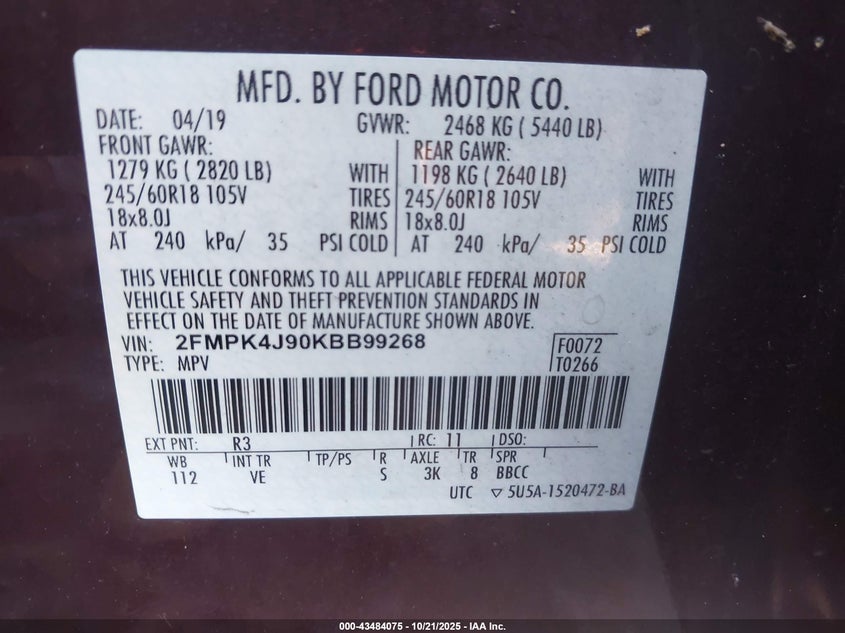 MFD. BY FORD MOTOR CO.
DATE: 04/19 GVWR: 2468 KG ( 5440 LB)
FRONT GAWR: REAR GAWR:
1279 KG ( 2820 LB) WITH 1198 KG ( 2640 LB) WITH
245/60R18 105V TIRES 245/60R18 105V TIRES
18x8.0J RIMS 18x8.0J RIMS
AT 240 kPa/ 35 PSI COLD AT 240 kPa/ 35 PSI COLD
THIS VEHICLE CONFORMS TO ALL APPLICABLE FEDERAL MOTOR
VEHICLE SAFETY AND THEFT PREVENTION STANDARDS IN
EFFECT ON THE DATE OF MANUFACTURE SHOWN ABOVE.
VIN: 2FMPK4J90KBB99268 F0072
TYPE: MPV T0266
EXT PNT: R3 RC: 11 DSO:
WB INT TR TP/PS R AXLE TR SPR
112 VE S 3K 8 BBCC
UTC ▽ 5U5A-1520472-BA
000-43484075 - 10/21/2025 - IAA Inc.